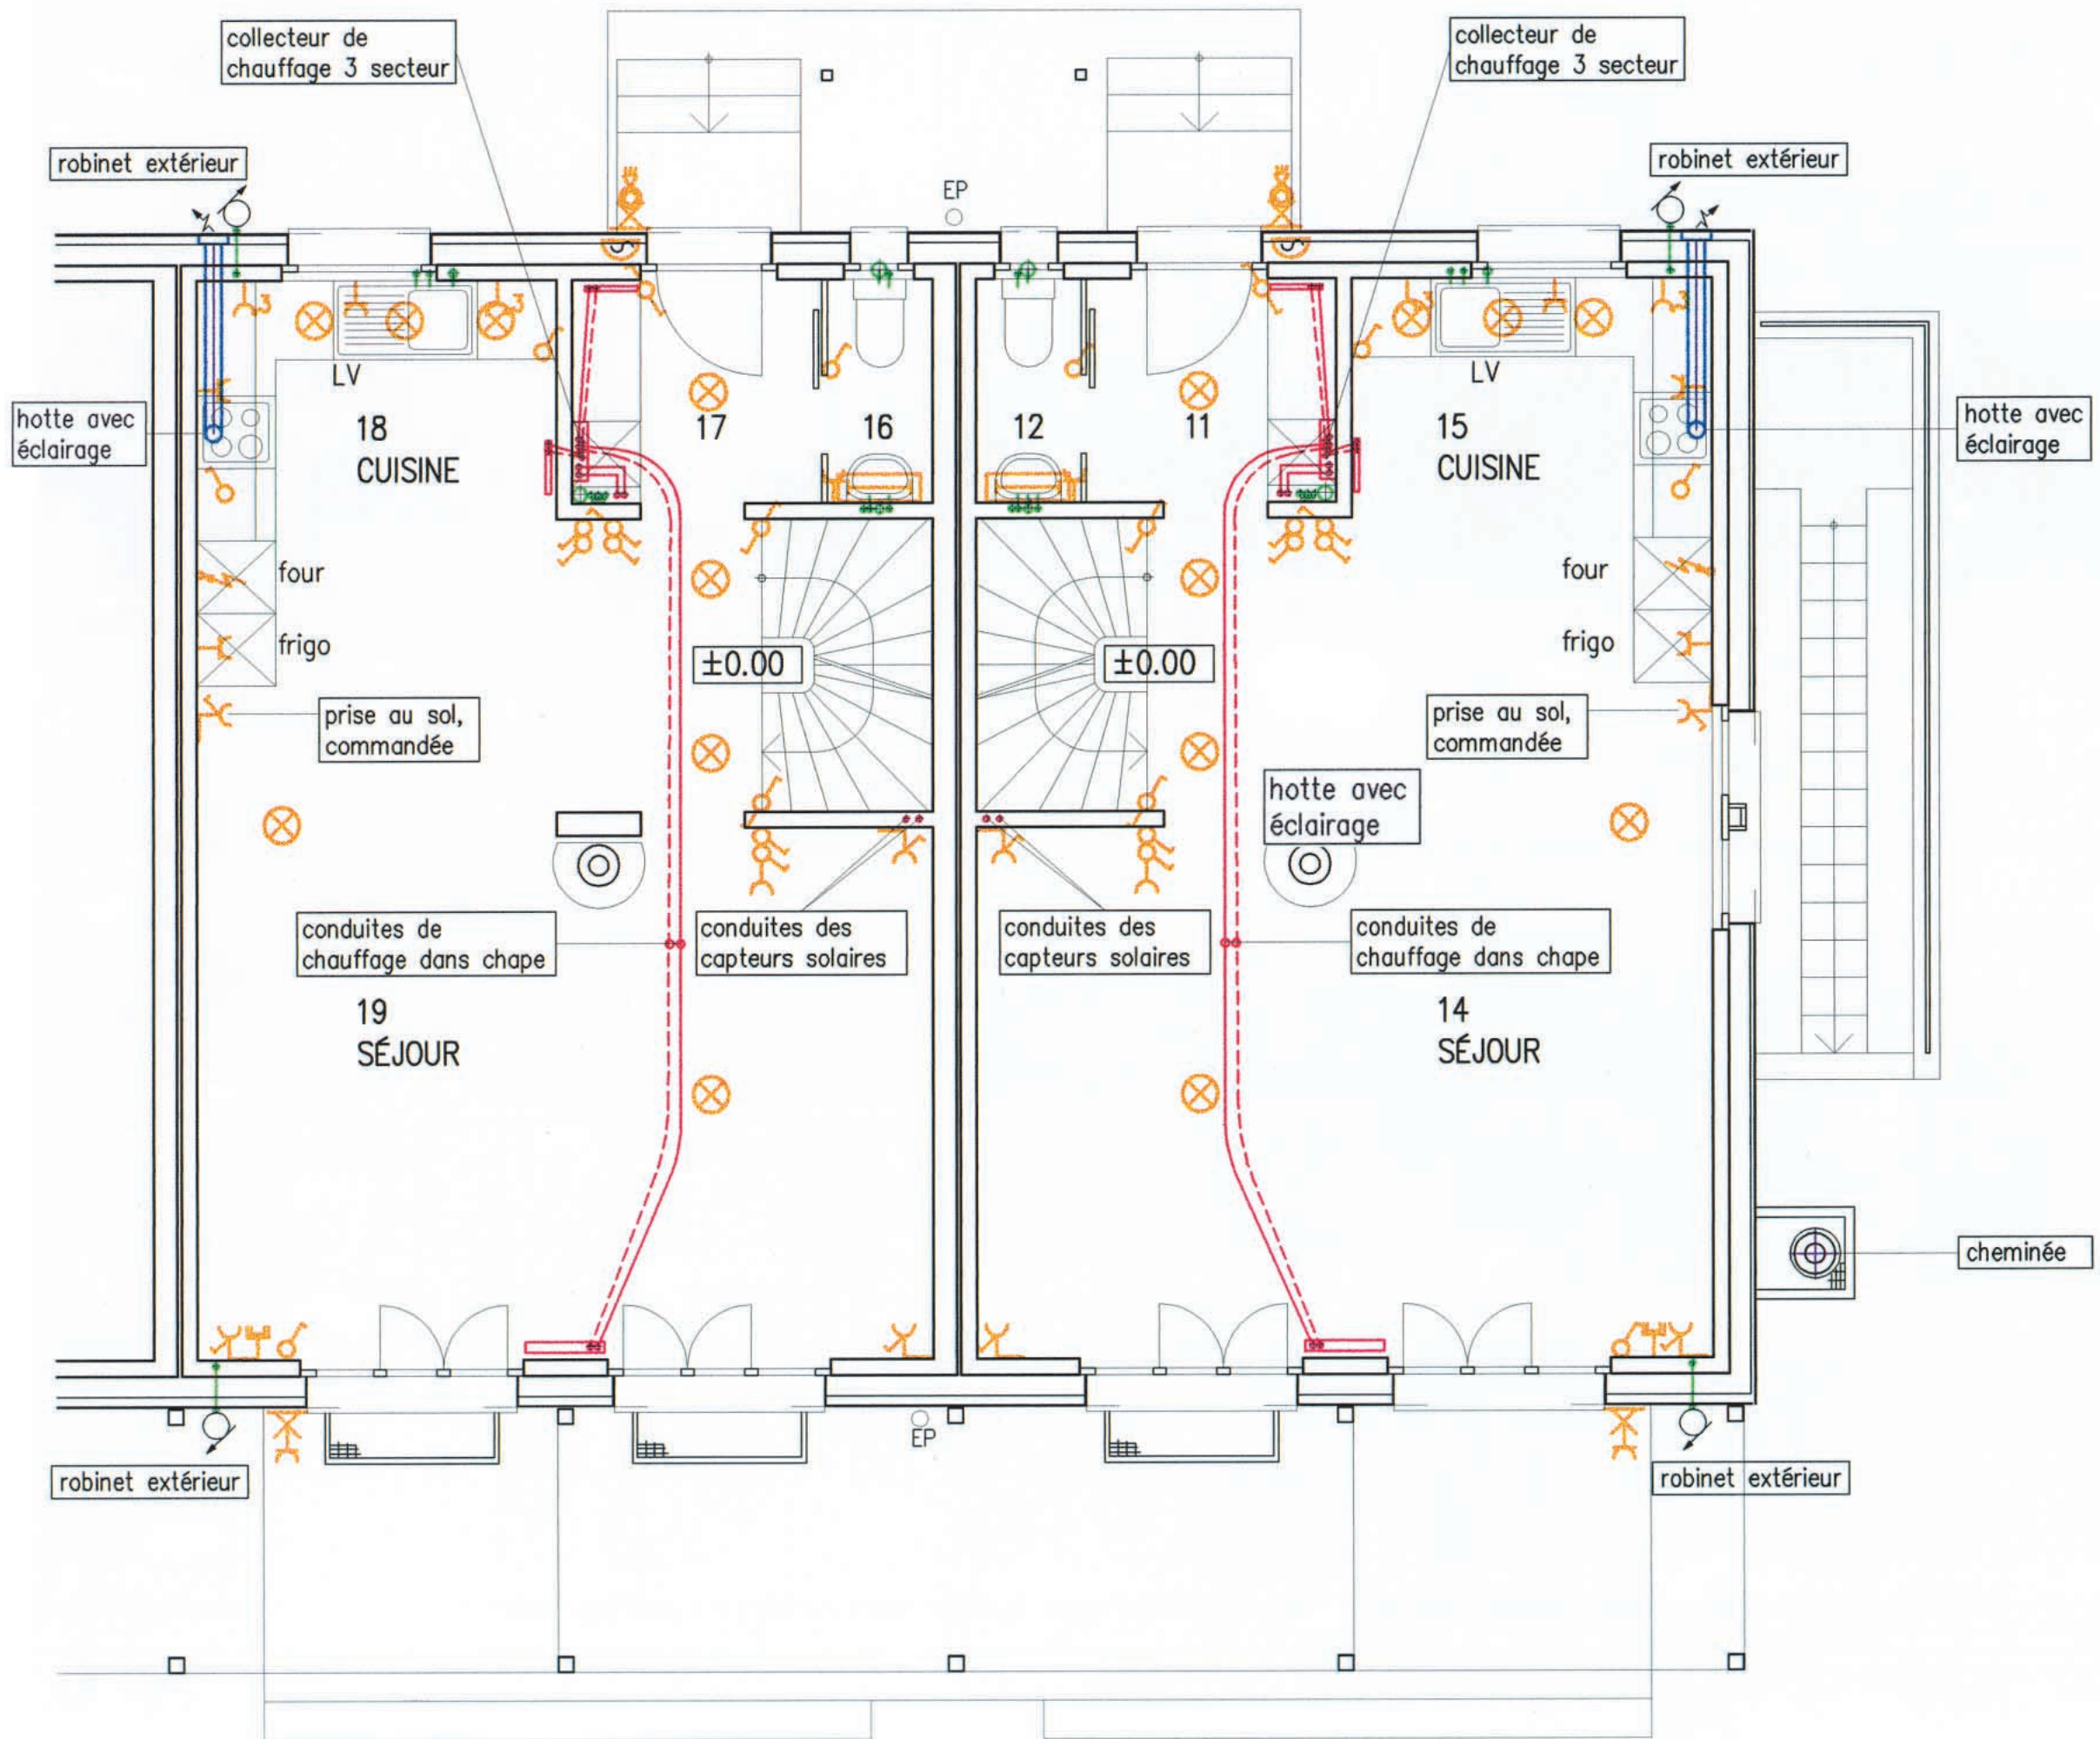 collecteur de
chauffage 3 secteur
collecteur de
chauffage 3 secteur
robinet extérieur
robinet extérieur
EP
3
3
3
3
LV
LV
hotte avec
éclairage
18
CUISINE
17
16
12
11
15
CUISINE
hotte avec
éclairage
four
four
frigo
frigo
±0.00
±0.00
prise au sol,
commandée
prise au sol,
commandée
hotte avec
éclairage
conduites de
chauffage dans chape
conduites des
capteurs solaires
conduites des
capteurs solaires
conduites de
chauffage dans chape
19
SÉJOUR
14
SÉJOUR
cheminée
EP
robinet extérieur
robinet extérieur